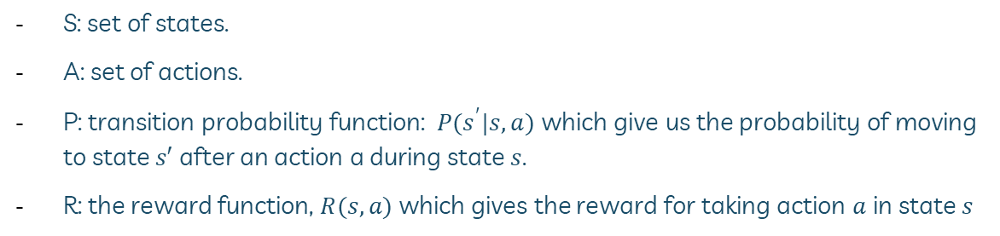 - S: set of states.
- A: set of actions.
- P: transition probability function: P(s′|s, a) which give us the probability of moving
to state s′ after an action a during state s.
- R: the reward function, R(s, a) which gives the reward for taking action a in state s